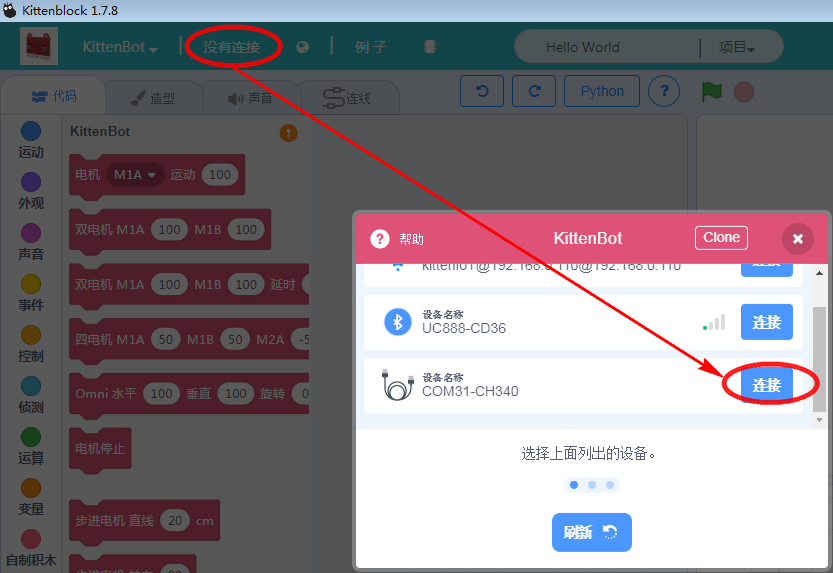 Kittenblock 1.7.8
KittenBot
没有连接
例子
Hello World
项目
代码
造型
声音
连线
Python
?
运动
外观
声音
事件
控制
侦测
运算
变量
自制积木
KittenBot
电机 M1A 运动 100
双电机 M1A 100 M1B 100
双电机 M1A 100 M1B 100 延时
四电机 M1A 50 M1B 50 M2A -5
Omni 水平 100 垂直 100 旋转 0
电机停止
步进电机 直线 20 cm
? 帮助
KittenBot
Clone
kittenfo1@192.168.0.110@192.168.0.110
连接
设备名称
UC888-CD36
连接
设备名称
COM31-CH340
连接
选择上面列出的设备。
刷新